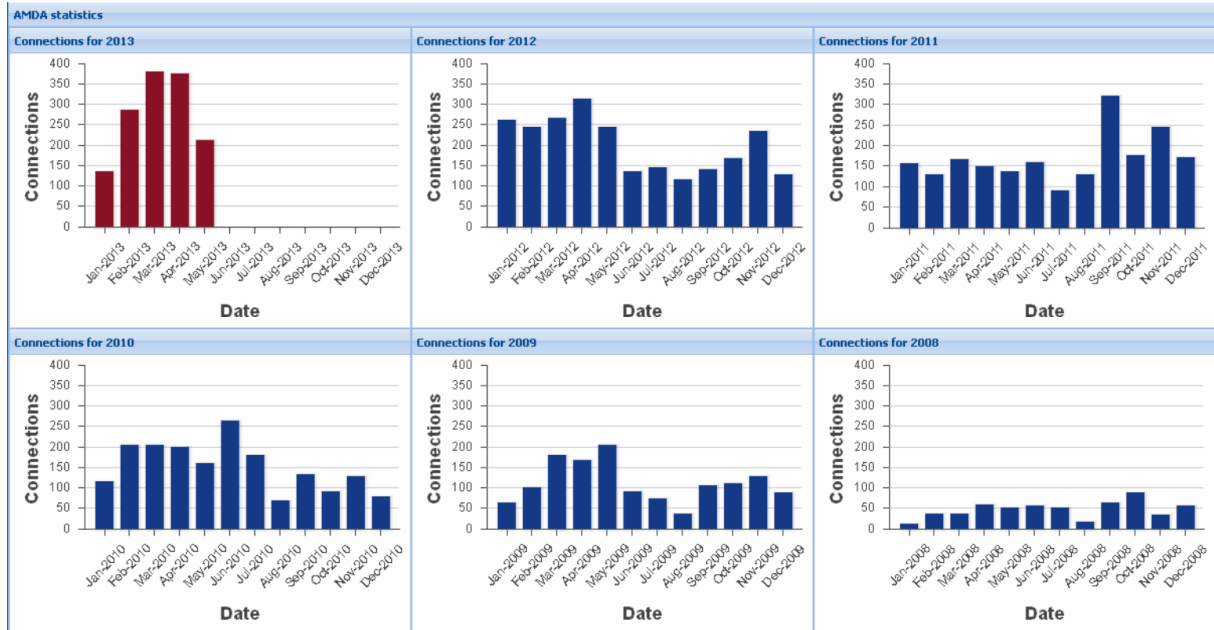 AMDA statistics
Connections for 2013
Connections
400
350
300
250
200
150
100
50
0
Jan-2013
Feb-2013
Mar-2013
Apr-2013
May-2013
Jun-2013
Jul-2013
Aug-2013
Sep-2013
Oct-2013
Nov-2013
Dec-2013
Date
Connections for 2012
Connections
400
350
300
250
200
150
100
50
0
Jan-2012
Feb-2012
Mar-2012
Apr-2012
May-2012
Jun-2012
Jul-2012
Aug-2012
Sep-2012
Oct-2012
Nov-2012
Dec-2012
Date
Connections for 2011
Connections
400
350
300
250
200
150
100
50
0
Jan-2011
Feb-2011
Mar-2011
Apr-2011
May-2011
Jun-2011
Jul-2011
Aug-2011
Sep-2011
Oct-2011
Nov-2011
Dec-2011
Date
Connections for 2010
Connections
400
350
300
250
200
150
100
50
0
Jan-2010
Feb-2010
Mar-2010
Apr-2010
May-2010
Jun-2010
Jul-2010
Aug-2010
Sep-2010
Oct-2010
Nov-2010
Dec-2010
Date
Connections for 2009
Connections
400
350
300
250
200
150
100
50
0
Jan-2009
Feb-2009
Mar-2009
Apr-2009
May-2009
Jun-2009
Jul-2009
Aug-2009
Sep-2009
Oct-2009
Nov-2009
Dec-2009
Date
Connections for 2008
Connections
400
350
300
250
200
150
100
50
0
Jan-2008
Feb-2008
Mar-2008
Apr-2008
May-2008
Jun-2008
Jul-2008
Aug-2008
Sep-2008
Oct-2008
Nov-2008
Dec-2008
Date